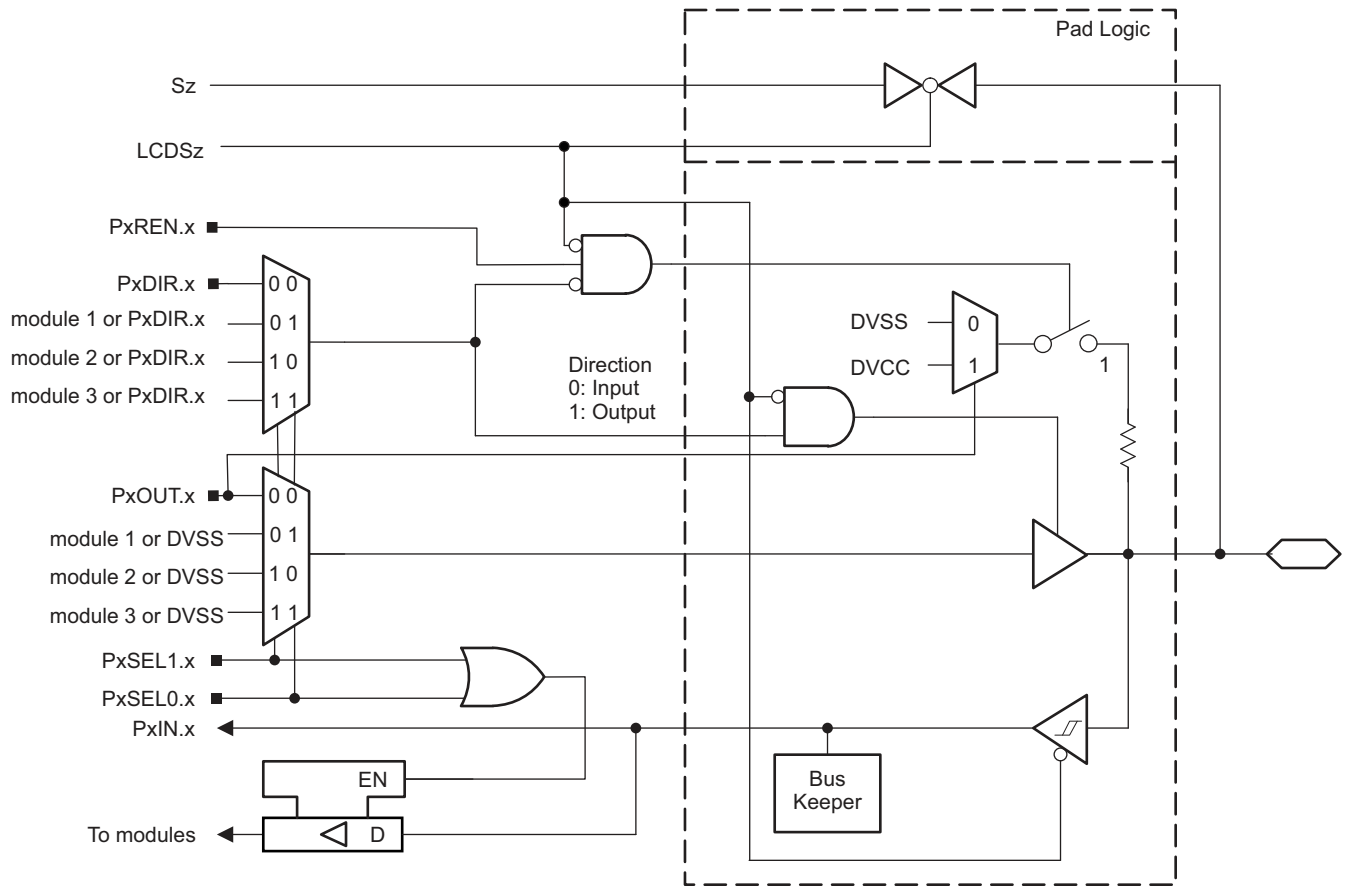 Pad Logic
Sz
LCDSz
PxREN.x
PxDIR.x
0 0
module 1 or PxDIR.x
0 1
module 2 or PxDIR.x
1 0
module 3 or PxDIR.x
1 1
Direction
0: Input
1: Output
DVSS
0
DVCC
1
1
PxOUT.x
0 0
module 1 or DVSS
0 1
module 2 or DVSS
1 0
module 3 or DVSS
1 1
PxSEL1.x
PxSEL0.x
PxIN.x
Bus
Keeper
EN
D
To modules